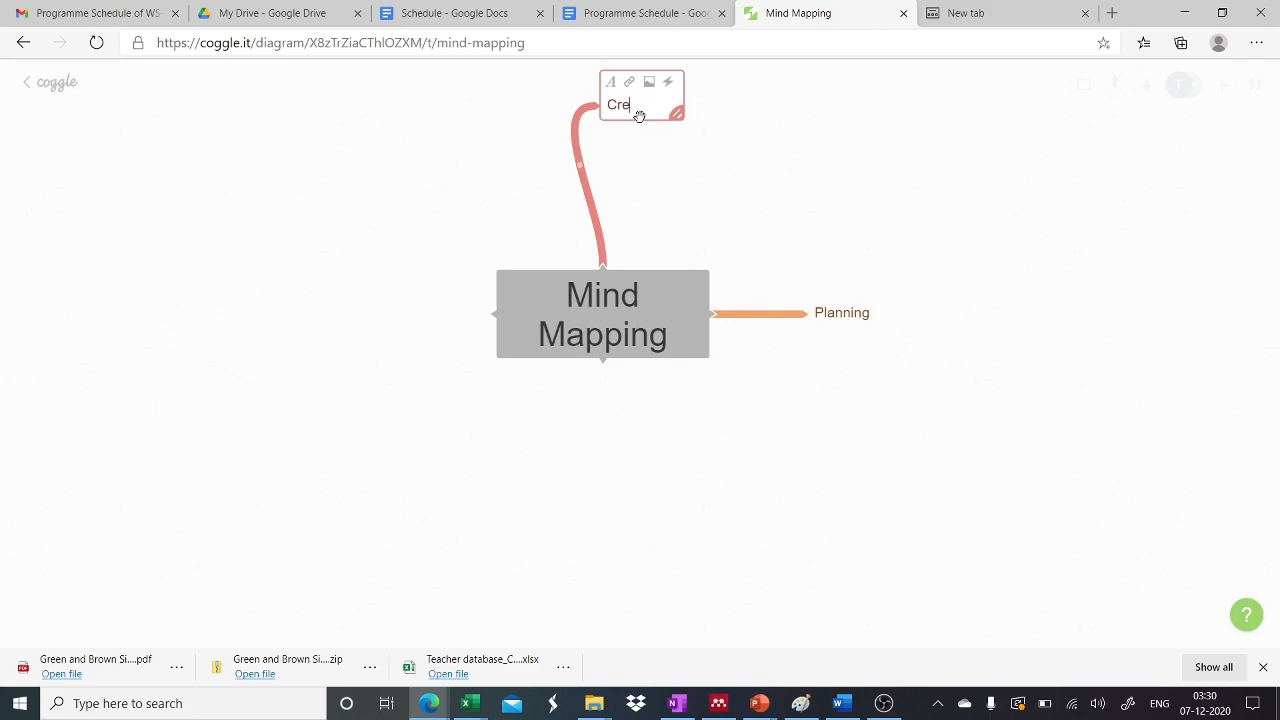 Programme Schedule of WS-
My Drive - Google Drive
Schedule - Google Docs
Programme Schedule - Goog
Mind Mapping
New tab
https://coggle.it/diagram/X8zTrZiaCThlOZXM/t/mind-mapping
coggle
Cre
Mind
Mapping
Planning
?
Green and Brown Si....pdf
Open file
Green and Brown Si....zip
Open file
Teacher database_C,...xlsx
Open file
Show all
Type here to search
ENG
03:30
07-12-2020